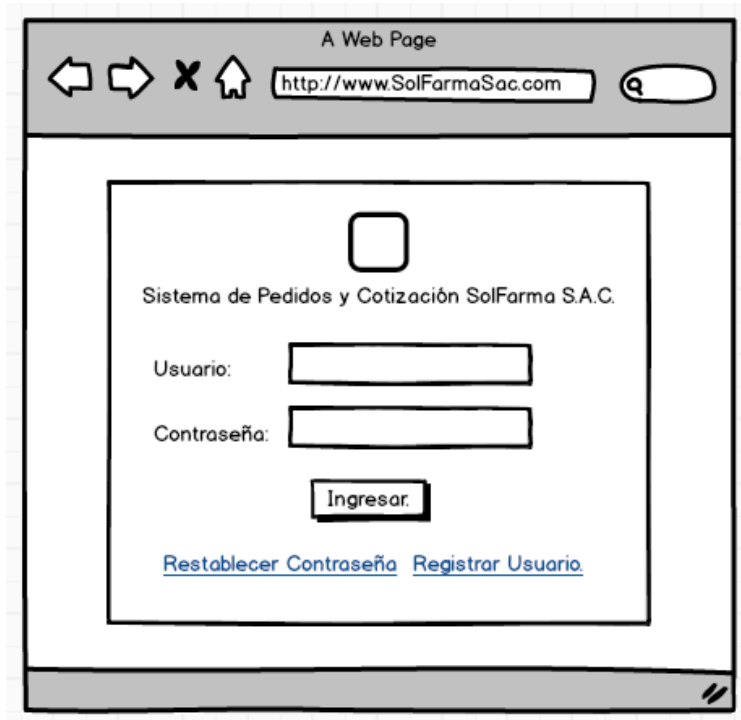 A Web Page
http://www.SolFarmaSac.com
Sistema de Pedidos y Cotización SolFarma S.A.C.
Usuario:
Contraseña:
Ingresar.
Restablecer Contraseña Registrar Usuario.